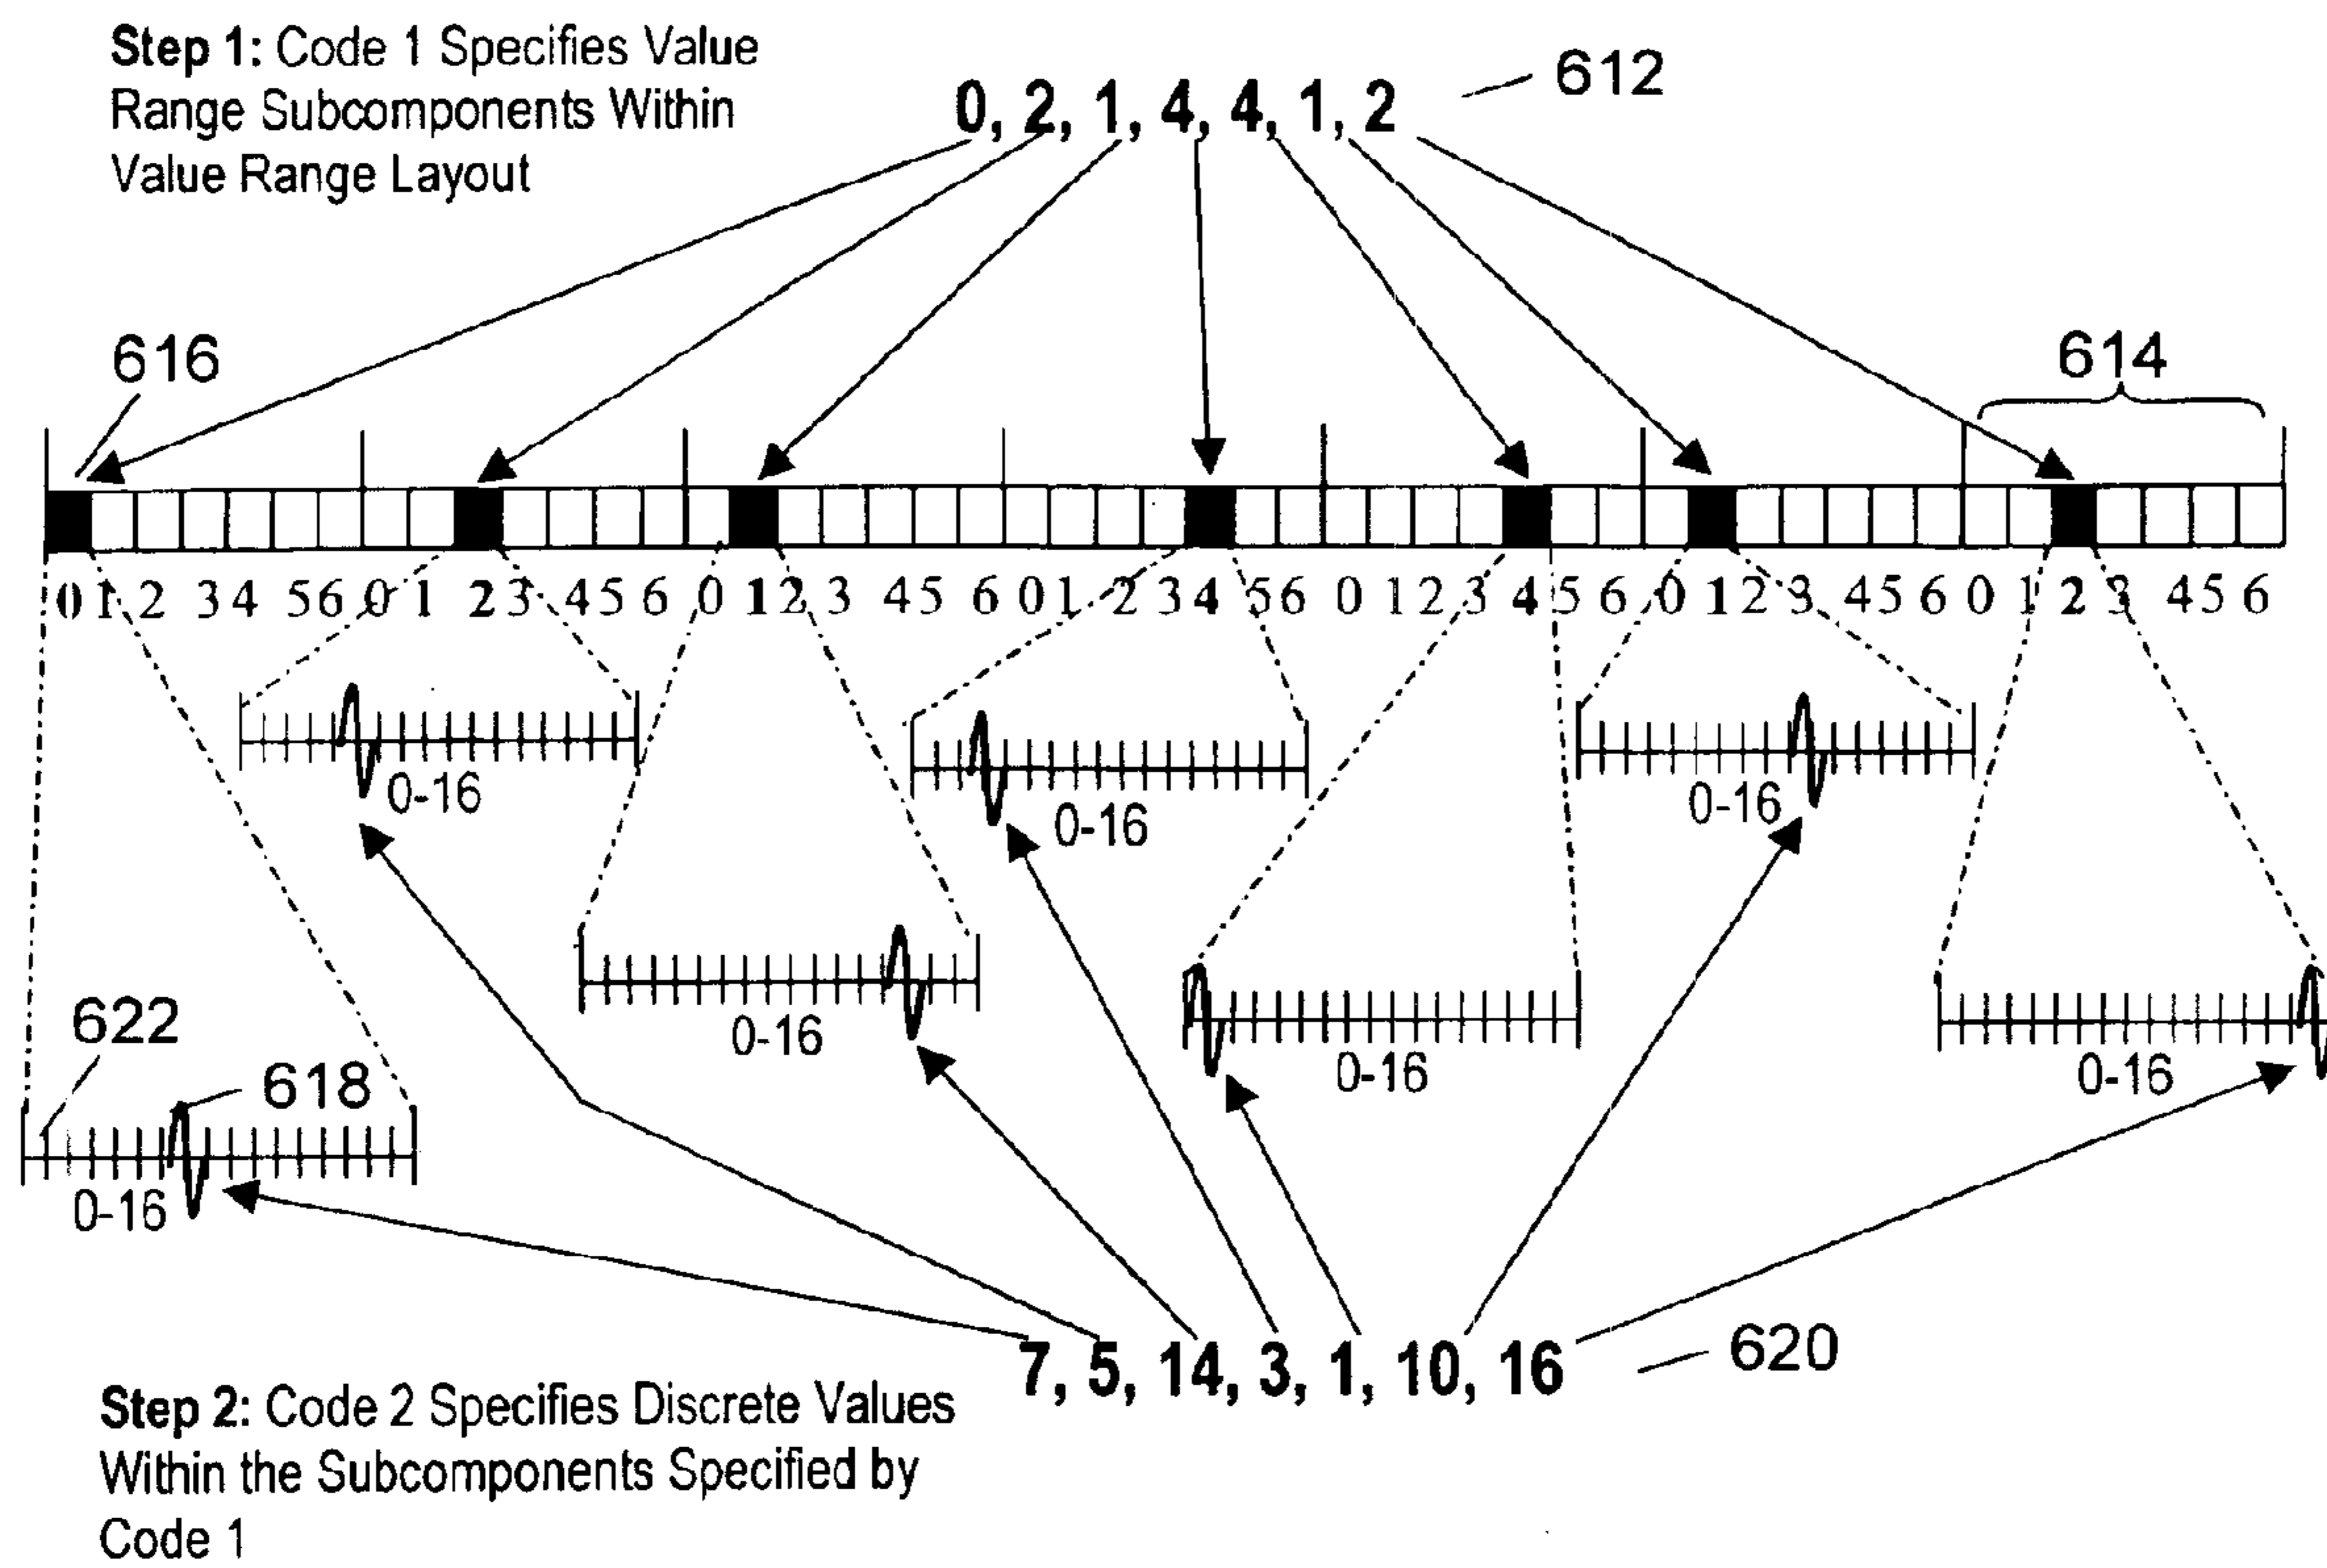 Step 1: Code 1 Specifies Value
Range Subcomponents Within
Value Range Layout
0, 2, 1, 4, 4, 1, 2
612
616
614
0 1 2 3 4 5 6 0 1 2 3 4 5 6 0 1 2 3 4 5 6 0 1 2 3 4 5 6 0 1 2 3 4 5 6 0 1 2 3 4 5 6 0 1 2 3 4 5 6
0-16
0-16
0-16
0-16
0-16
0-16
622
618
0-16
7, 5, 14, 3, 1, 10, 16
620
Step 2: Code 2 Specifies Discrete Values
Within the Subcomponents Specified by
Code 1